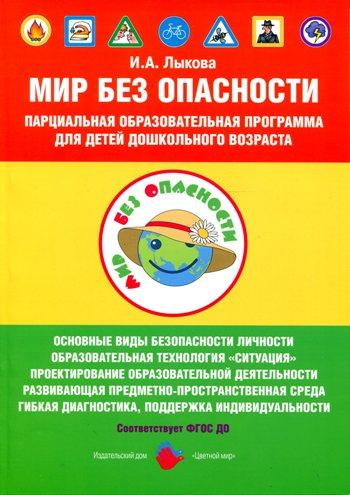 И.А. Лыкова
МИР БЕЗ ОПАСНОСТИ
ПАРЦИАЛЬНАЯ ОБРАЗОВАТЕЛЬНАЯ ПРОГРАММА
ДЛЯ ДЕТЕЙ ДОШКОЛЬНОГО ВОЗРАСТА
МИР БЕЗ ОПАСНОСТИ
ОСНОВНЫЕ ВИДЫ БЕЗОПАСНОСТИ ЛИЧНОСТИ
ОБРАЗОВАТЕЛЬНАЯ ТЕХНОЛОГИЯ «СИТУАЦИЯ»
ПРОЕКТИРОВАНИЕ ОБРАЗОВАТЕЛЬНОЙ ДЕЯТЕЛЬНОСТИ
РАЗВИВАЮЩАЯ ПРЕДМЕТНО-ПРОСТРАНСТВЕННАЯ СРЕДА
ГИБКАЯ ДИАГНОСТИКА, ПОДДЕРЖКА ИНДИВИДУАЛЬНОСТИ
Соответствует ФГОС ДО
Издательский дом «Цветной мир»